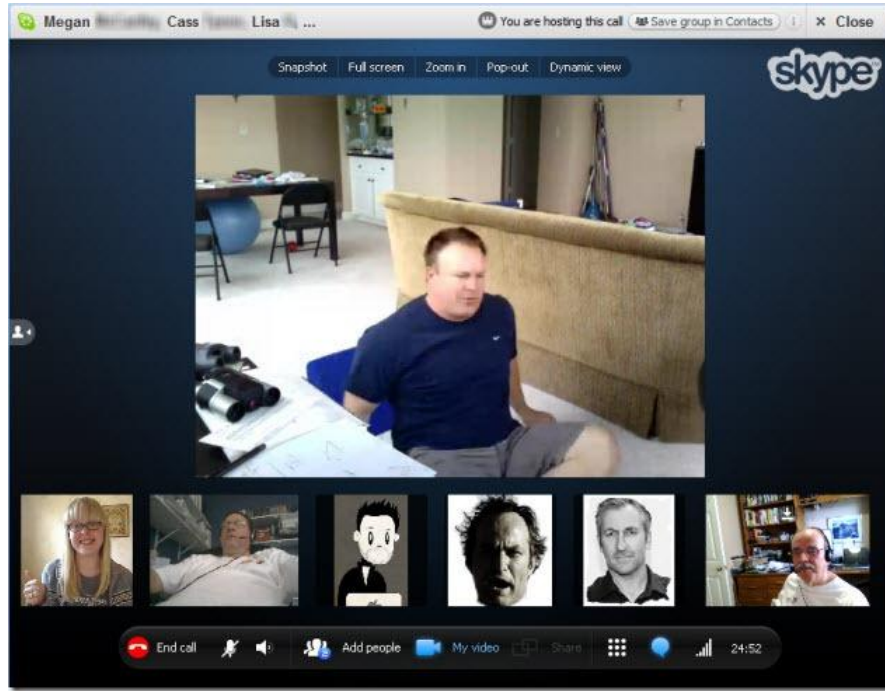 Megan Cass Lisa ... You are hosting this call Save group in Contacts Close
Snapshot Full screen Zoom in Pop-out Dynamic view
skype
End call Add people My video Share 24:52